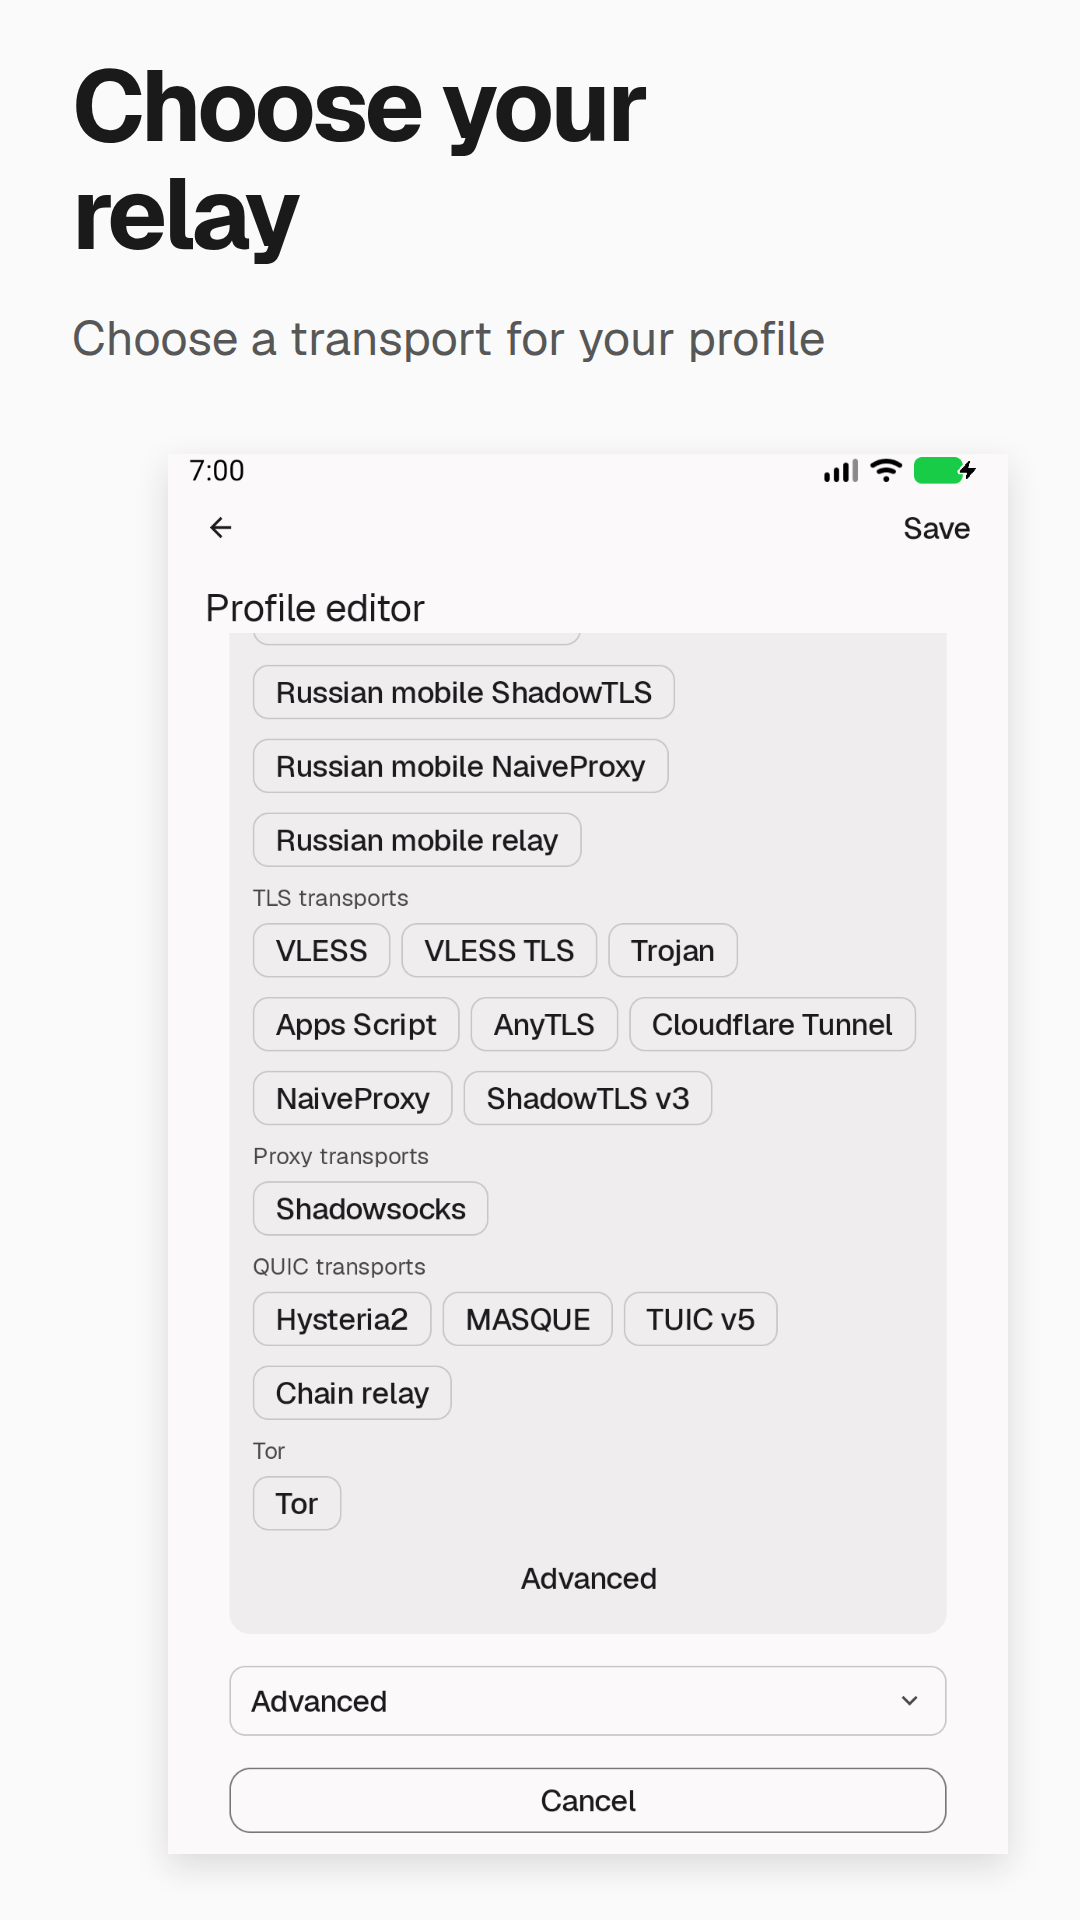 Choose your
relay
Choose a transport for your profile
7:00
Save
Profile editor
Russian mobile ShadowTLS
Russian mobile NaiveProxy
Russian mobile relay
TLS transports
VLESS VLESS TLS Trojan
Apps Script AnyTLS Cloudflare Tunnel
NaiveProxy ShadowTLS v3
Proxy transports
Shadowsocks
QUIC transports
Hysteria2 MASQUE TUIC v5
Chain relay
Tor
Tor
Advanced
Advanced
Cancel